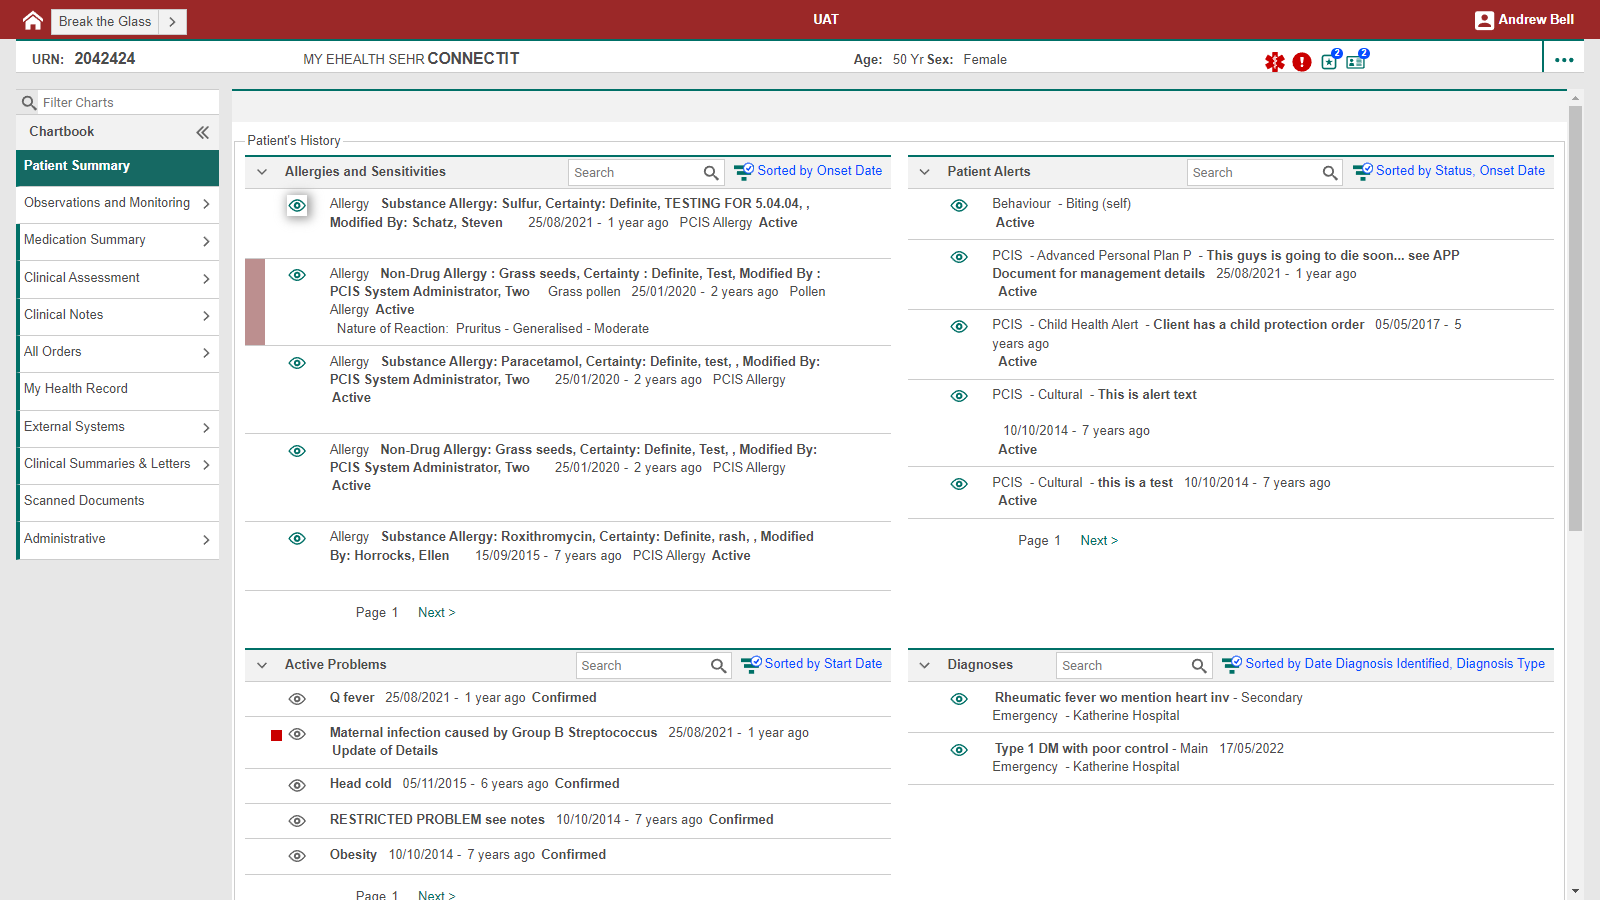 Break the Glass
UAT
Andrew Bell
URN: 2042424
MY EHEALTH SEHR CONNECTIT
Age: 50 Yr Sex: Female
2
2
Filter Charts
Chartbook
Patient Summary
Observations and Monitoring
Medication Summary
Clinical Assessment
Clinical Notes
All Orders
My Health Record
External Systems
Clinical Summaries & Letters
Scanned Documents
Administrative
Patient's History
Allergies and Sensitivities
Search
Sorted by Onset Date
Allergy Substance Allergy: Sulfur, Certainty: Definite, TESTING FOR 5.04.04, ,
Modified By: Schatz, Steven 25/08/2021 - 1 year ago PCIS Allergy Active
Allergy Non-Drug Allergy : Grass seeds, Certainty : Definite, Test, Modified By :
PCIS System Administrator, Two Grass pollen 25/01/2020 - 2 years ago Pollen
Allergy Active
Nature of Reaction: Pruritus - Generalised - Moderate
Allergy Substance Allergy: Paracetamol, Certainty: Definite, test, , Modified By:
PCIS System Administrator, Two 25/01/2020 - 2 years ago PCIS Allergy
Active
Allergy Non-Drug Allergy: Grass seeds, Certainty: Definite, Test, , Modified By:
PCIS System Administrator, Two 25/01/2020 - 2 years ago PCIS Allergy
Active
Allergy Substance Allergy: Roxithromycin, Certainty: Definite, rash, , Modified
By: Horrocks, Ellen 15/09/2015 - 7 years ago PCIS Allergy Active
Page 1 Next >
Patient Alerts
Search
Sorted by Status, Onset Date
Behaviour - Biting (self)
Active
PCIS - Advanced Personal Plan P - This guys is going to die soon... see APP
Document for management details 25/08/2021 - 1 year ago
Active
PCIS - Child Health Alert - Client has a child protection order 05/05/2017 - 5
years ago
Active
PCIS - Cultural - This is alert text
10/10/2014 - 7 years ago
Active
PCIS - Cultural - this is a test 10/10/2014 - 7 years ago
Active
Page 1 Next >
Active Problems
Search
Sorted by Start Date
Q fever 25/08/2021 - 1 year ago Confirmed
Maternal infection caused by Group B Streptococcus 25/08/2021 - 1 year ago
Update of Details
Head cold 05/11/2015 - 6 years ago Confirmed
RESTRICTED PROBLEM see notes 10/10/2014 - 7 years ago Confirmed
Obesity 10/10/2014 - 7 years ago Confirmed
Page 1 Next >
Diagnoses
Search
Sorted by Date Diagnosis Identified, Diagnosis Type
Rheumatic fever wo mention heart inv - Secondary
Emergency - Katherine Hospital
Type 1 DM with poor control - Main 17/05/2022
Emergency - Katherine Hospital